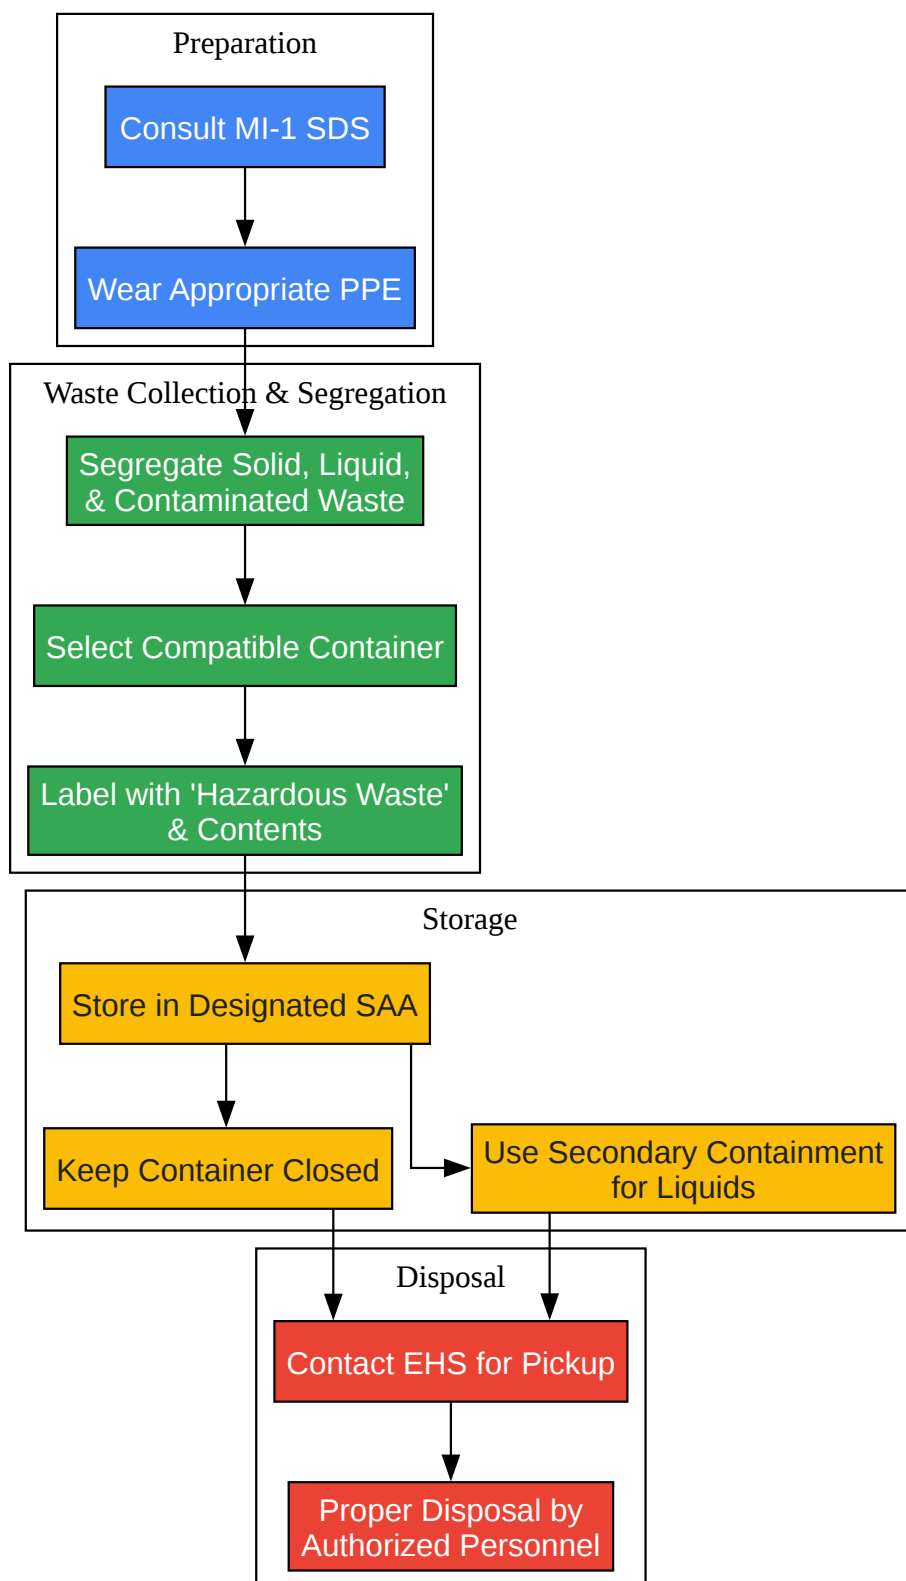 Preparation
Consult MI-1 SDS
Wear Appropriate PPE
Waste Collection & Segregation
Segregate Solid, Liquid,
& Contaminated Waste
Select Compatible Container
Label with 'Hazardous Waste'
& Contents
Storage
Store in Designated SAA
Keep Container Closed
Use Secondary Containment
for Liquids
Disposal
Contact EHS for Pickup
Proper Disposal by
Authorized Personnel